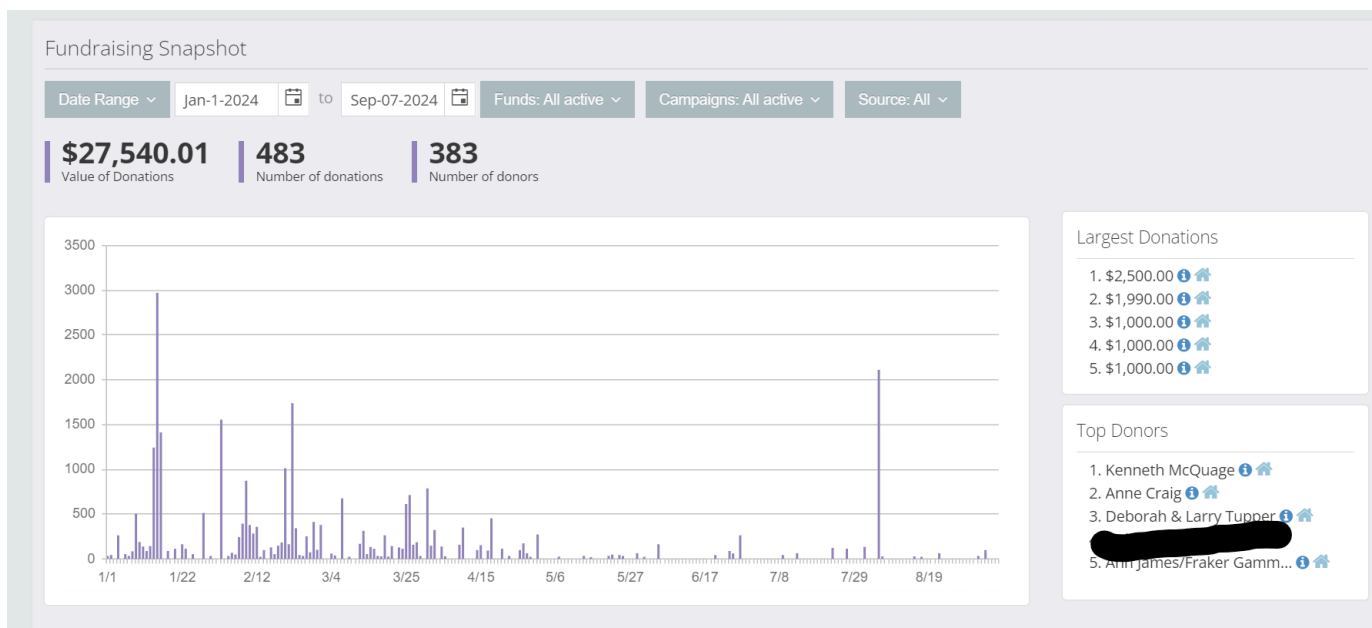 Fundraising Snapshot
Date Range Jan-1-2024 to Sep-07-2024 Funds: All active Campaigns: All active Source: All
$27,540.01 483 383
Value of Donations Number of donations Number of donors
3500
3000
2500
2000
1500
1000
500
0
1/1 1/22 2/12 3/4 3/25 4/15 5/6 5/27 6/17 7/8 7/29 8/19
Largest Donations
1. $2,500.00
2. $1,990.00
3. $1,000.00
4. $1,000.00
5. $1,000.00
Top Donors
1. Kenneth McQuage
2. Anne Craig
3. Deborah & Larry Tupper
5. Ann James/Fraker Gamm...